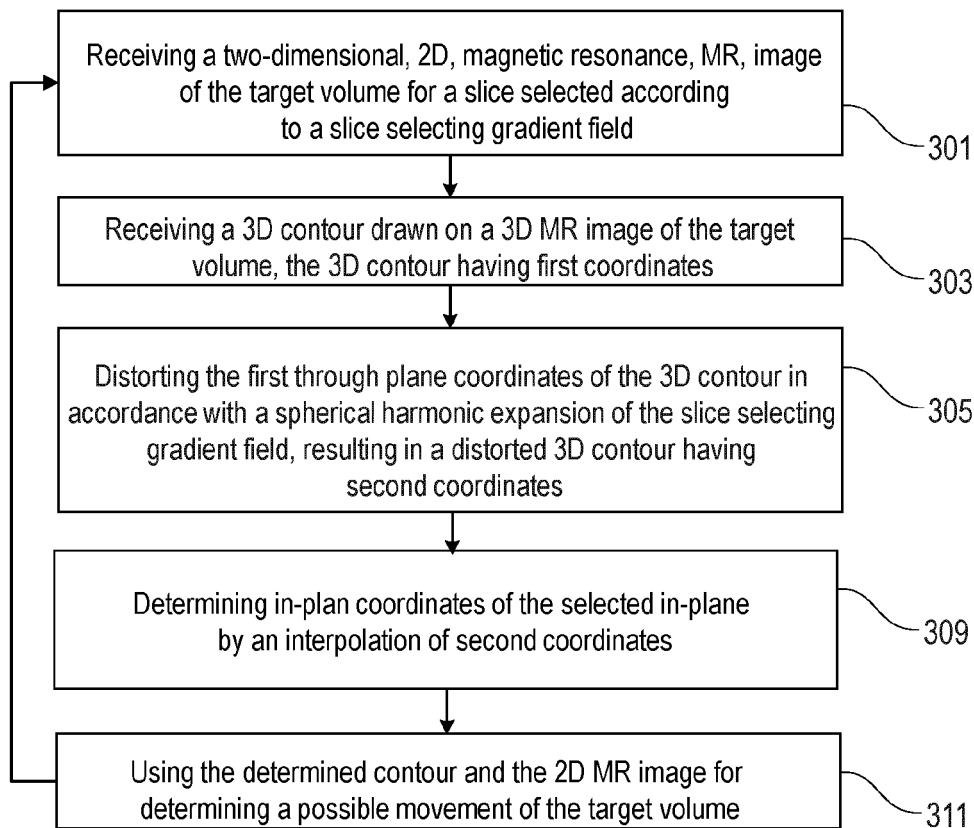 Receiving a two-dimensional, 2D, magnetic resonance, MR, image
of the target volume for a slice selected according
to a slice selecting gradient field
301
Receiving a 3D contour drawn on a 3D MR image of the target
volume, the 3D contour having first coordinates
303
Distorting the first through plane coordinates of the 3D contour in
accordance with a spherical harmonic expansion of the slice selecting
gradient field, resulting in a distorted 3D contour having
second coordinates
305
Determining in-plan coordinates of the selected in-plane
by an interpolation of second coordinates
309
Using the determined contour and the 2D MR image for
determining a possible movement of the target volume
311